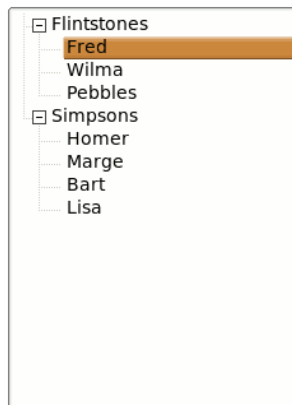 Flintstones
Fred
Wilma
Pebbles
Simpsons
Homer
Marge
Bart
Lisa